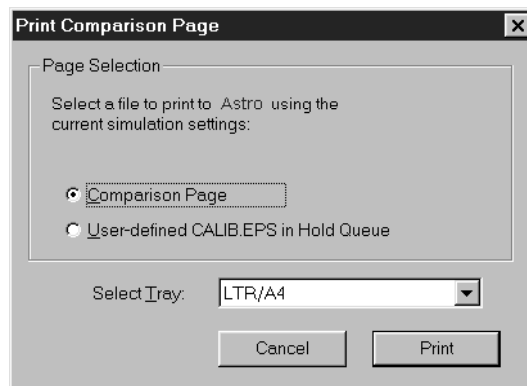 Print Comparison Page
Page Selection
Select a file to print to Astro using the
current simulation settings:
Comparison Page
User-defined CALIB.EPS in Hold Queue
Select Tray: LTR/A4
Cancel Print